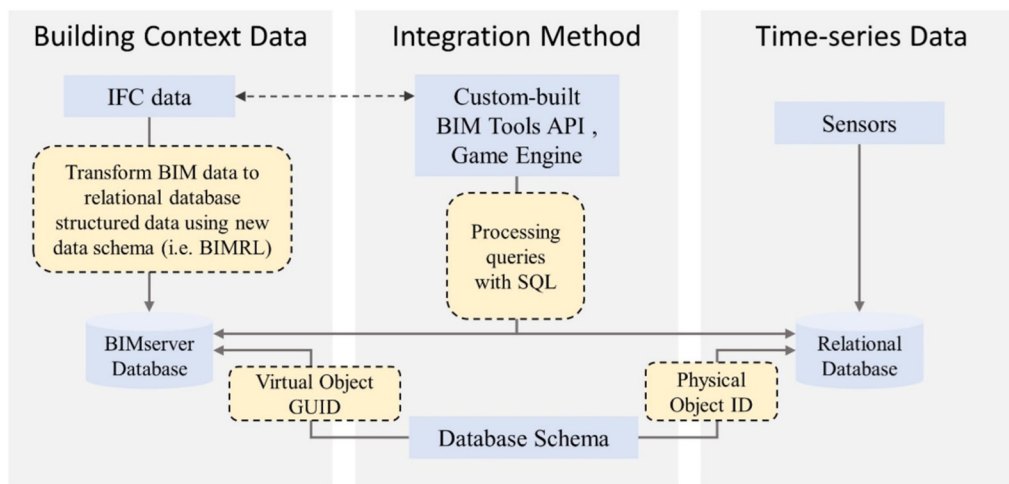 Building Context Data
IFC data
Transform BIM data to
relational database
structured data using new
data schema (i.e. BIMRL)
BIMserver
Database
Virtual Object
GUID
Integration Method
Custom-built
BIM Tools API ,
Game Engine
Processing
queries
with SQL
Database Schema
Time-series Data
Sensors
Relational
Database
Physical
Object ID